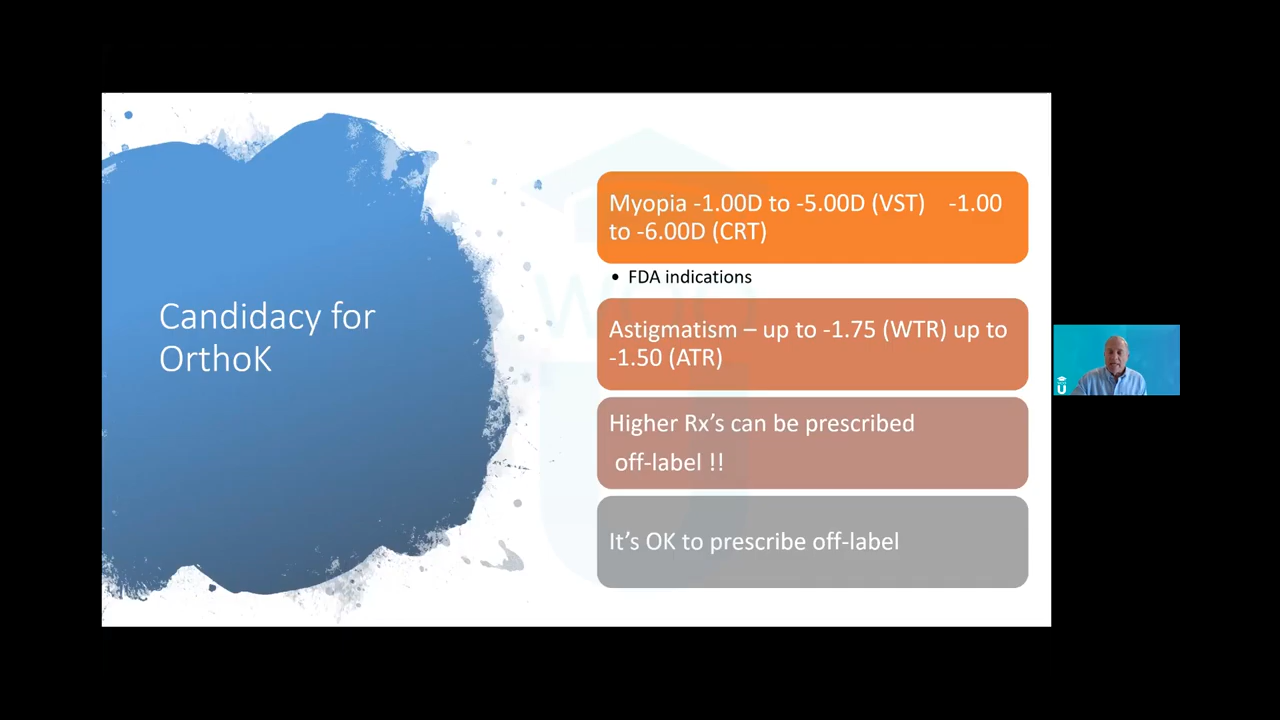 Candidacy for
OrthoK
Myopia -1.00D to -5.00D (VST) -1.00
to -6.00D (CRT)
• FDA indications
Astigmatism – up to -1.75 (WTR) up to
-1.50 (ATR)
Higher Rx’s can be prescribed
off-label !!
It’s OK to prescribe off-label
U